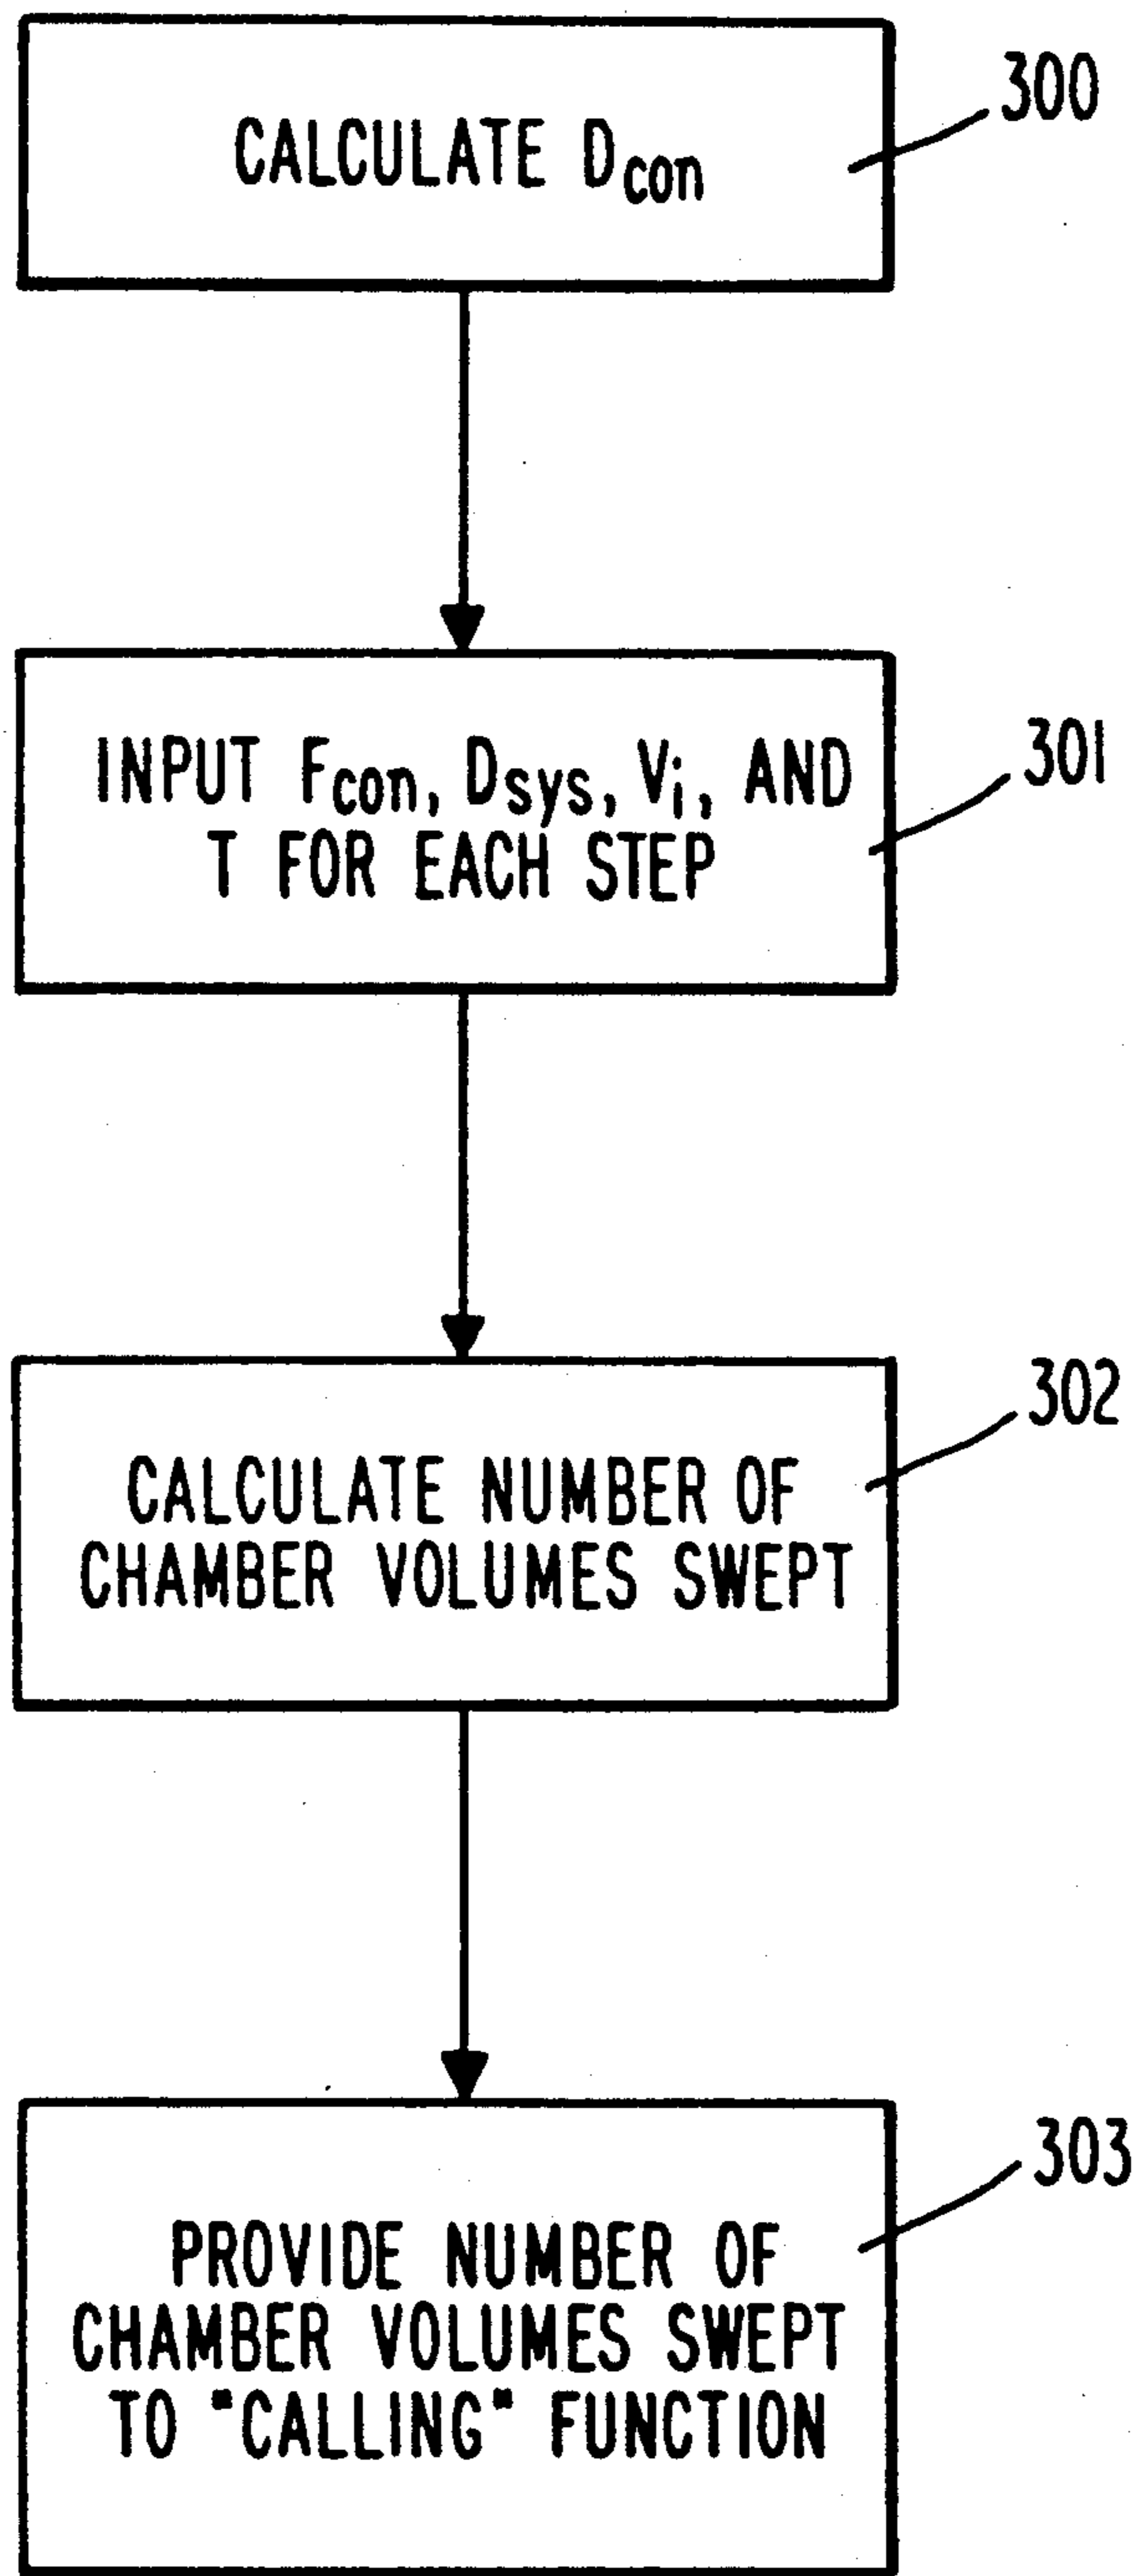 CALCULATE Dcon
300
INPUT Fcon, Dsys, Vi, AND
T FOR EACH STEP
301
CALCULATE NUMBER OF
CHAMBER VOLUMES SWEPT
302
PROVIDE NUMBER OF
CHAMBER VOLUMES SWEPT
TO "CALLING" FUNCTION
303